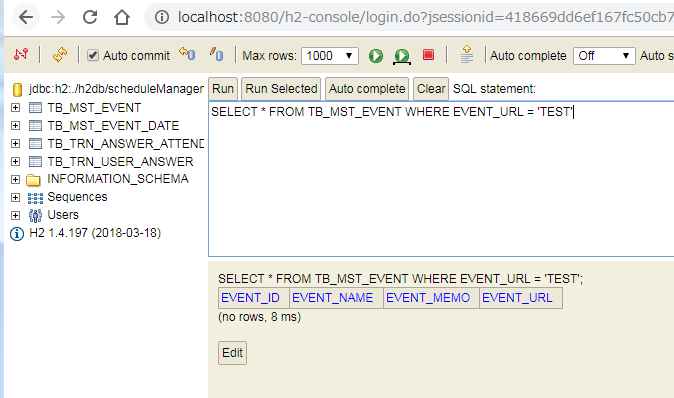 localhost:8080/h2-console/login.do?jsessionid=418669dd6ef167fc50cb7
Auto commit Max rows: 1000 Auto complete Off Auto s
jdbc:h2:./h2db/scheduleManager
TB_MST_EVENT
TB_MST_EVENT_DATE
TB_TRN_ANSWER_ATTEND
TB_TRN_USER_ANSWER
INFORMATION_SCHEMA
Sequences
Users
H2 1.4.197 (2018-03-18)
Run Run Selected Auto complete Clear SQL statement:
SELECT * FROM TB_MST_EVENT WHERE EVENT_URL = 'TEST'
SELECT * FROM TB_MST_EVENT WHERE EVENT_URL = 'TEST';
EVENT_ID EVENT_NAME EVENT_MEMO EVENT_URL
(no rows, 8 ms)
Edit